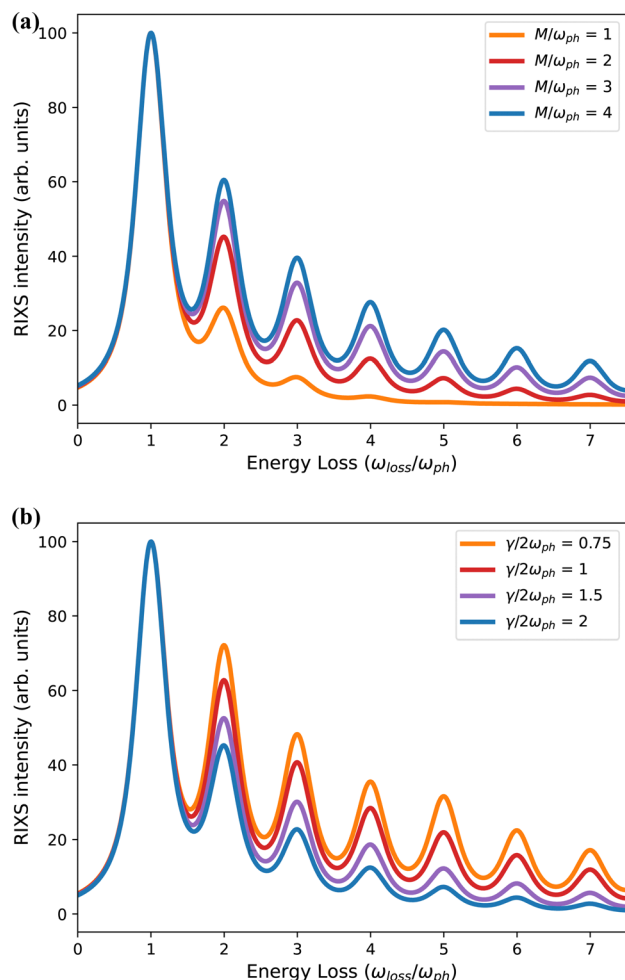 (a)
100
80
60
40
20
0
RIXS intensity (arb. units)
M/ω_ph = 1
M/ω_ph = 2
M/ω_ph = 3
M/ω_ph = 4
0 1 2 3 4 5 6 7
Energy Loss (ω_loss/ω_ph)
(b)
100
80
60
40
20
0
RIXS intensity (arb. units)
γ/2ω_ph = 0.75
γ/2ω_ph = 1
γ/2ω_ph = 1.5
γ/2ω_ph = 2
0 1 2 3 4 5 6 7
Energy Loss (ω_loss/ω_ph)